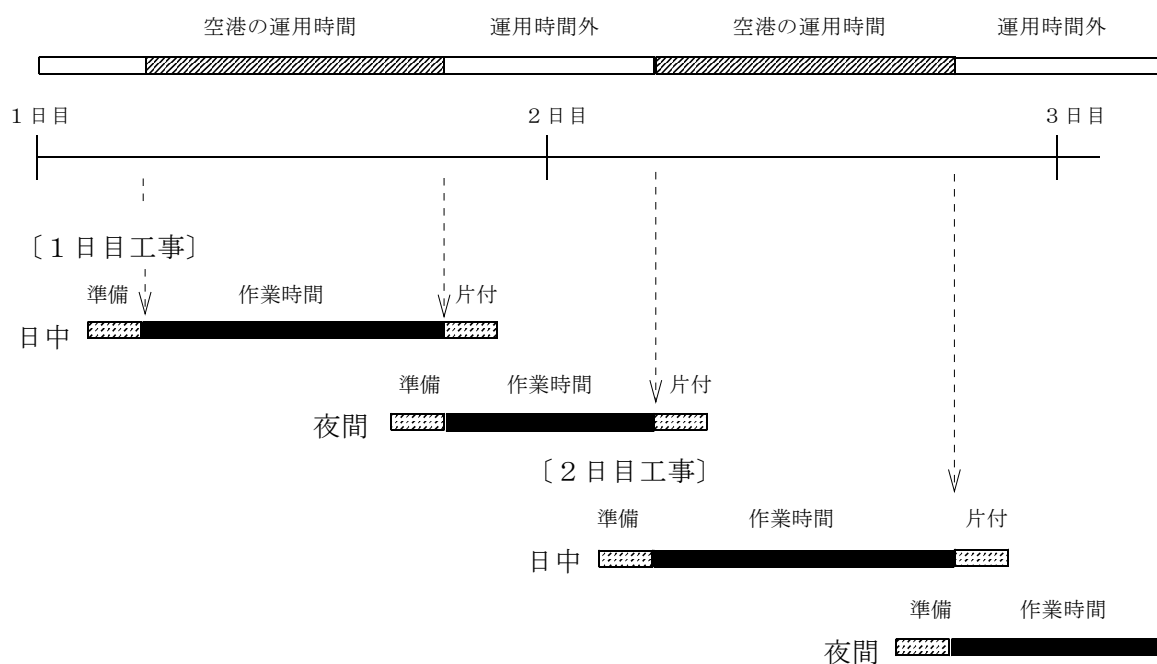 空港の運用時間 運用時間外 空港の運用時間 運用時間外
1日目 2日目 3日目
〔1日目工事〕
準備 作業時間 片付
日中
準備 作業時間 片付
夜間
〔2日目工事〕
準備 作業時間 片付
日中
準備 作業時間
夜間